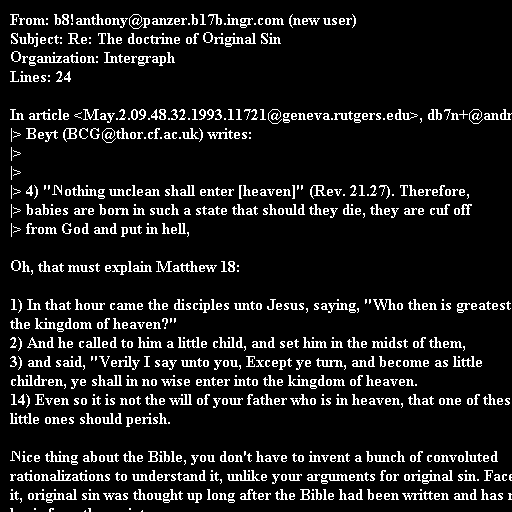 From: b8!anthony@panzer.b17b.ingr.com (new user)
Subject: Re: The doctrine of Original Sin
Organization: Intergraph
Lines: 24

In article <May.2.09.48.32.1993.11721@geneva.rutgers.edu>, db7n+@andr
|> Beyt (BCG@thor.cf.ac.uk) writes:
|>
|>
|> 4) "Nothing unclean shall enter [heaven]" (Rev. 21.27). Therefore,
|> babies are born in such a state that should they die, they are cuf off
|> from God and put in hell,

Oh, that must explain Matthew 18:

1) In that hour came the disciples unto Jesus, saying, "Who then is greatest
the kingdom of heaven?"
2) And he called to him a little child, and set him in the midst of them,
3) and said, "Verily I say unto you, Except ye turn, and become as little
children, ye shall in no wise enter into the kingdom of heaven.
14) Even so it is not the will of your father who is in heaven, that one of thes
little ones should perish.

Nice thing about the Bible, you don't have to invent a bunch of convoluted
rationalizations to understand it, unlike your arguments for original sin. Face
it, original sin was thought up long after the Bible had been written and has